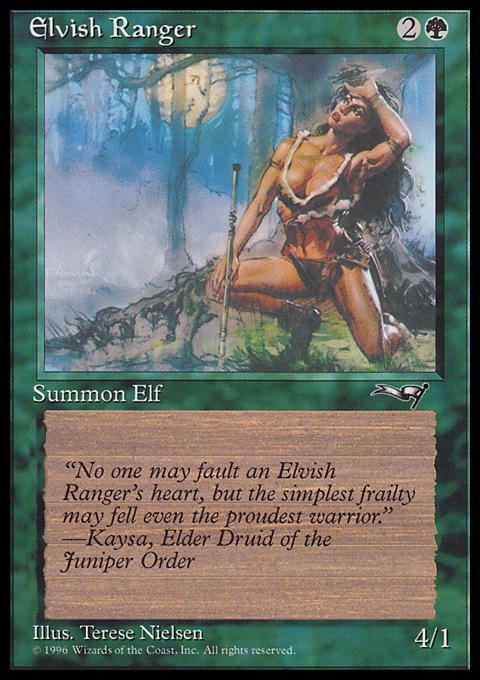 Elvish Ranger 2
T. NIELSEN
Summon Elf
“No one may fault an Elvish
Ranger’s heart, but the simplest frailty
may fell even the proudest warrior.”
—Kaysa, Elder Druid of the
Juniper Order
Illus. Terese Nielsen
4/1
© 1996 Wizards of the Coast, Inc. All rights reserved.